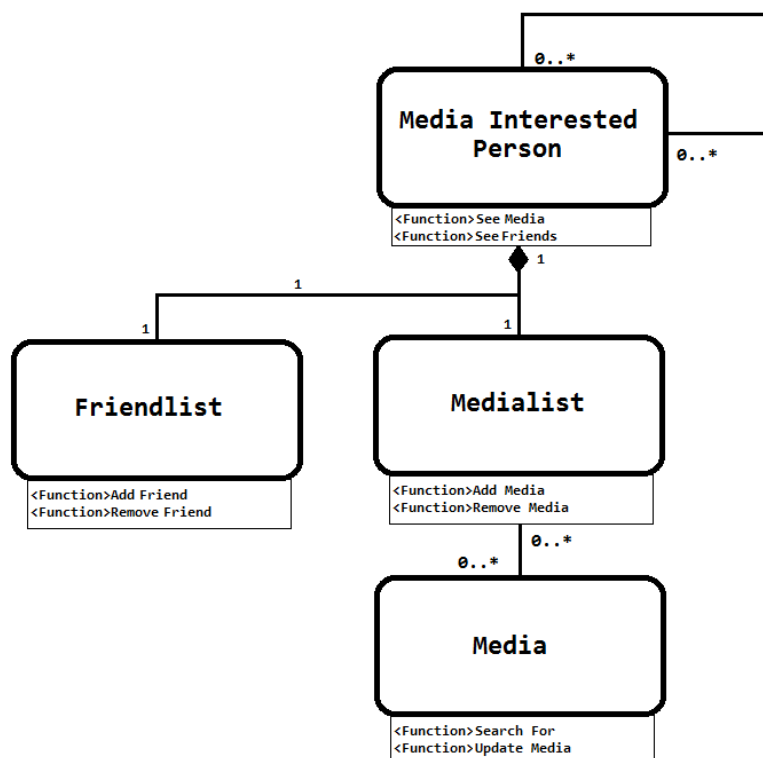 0..*
Media Interested
Person
0..*
<Function>See Media
<Function>See Friends
1
1
1
1
Friendlist
Medialist
<Function>Add Friend
<Function>Remove Friend
<Function>Add Media
<Function>Remove Media
0..*
0..*
Media
<Function>Search For
<Function>Update Media